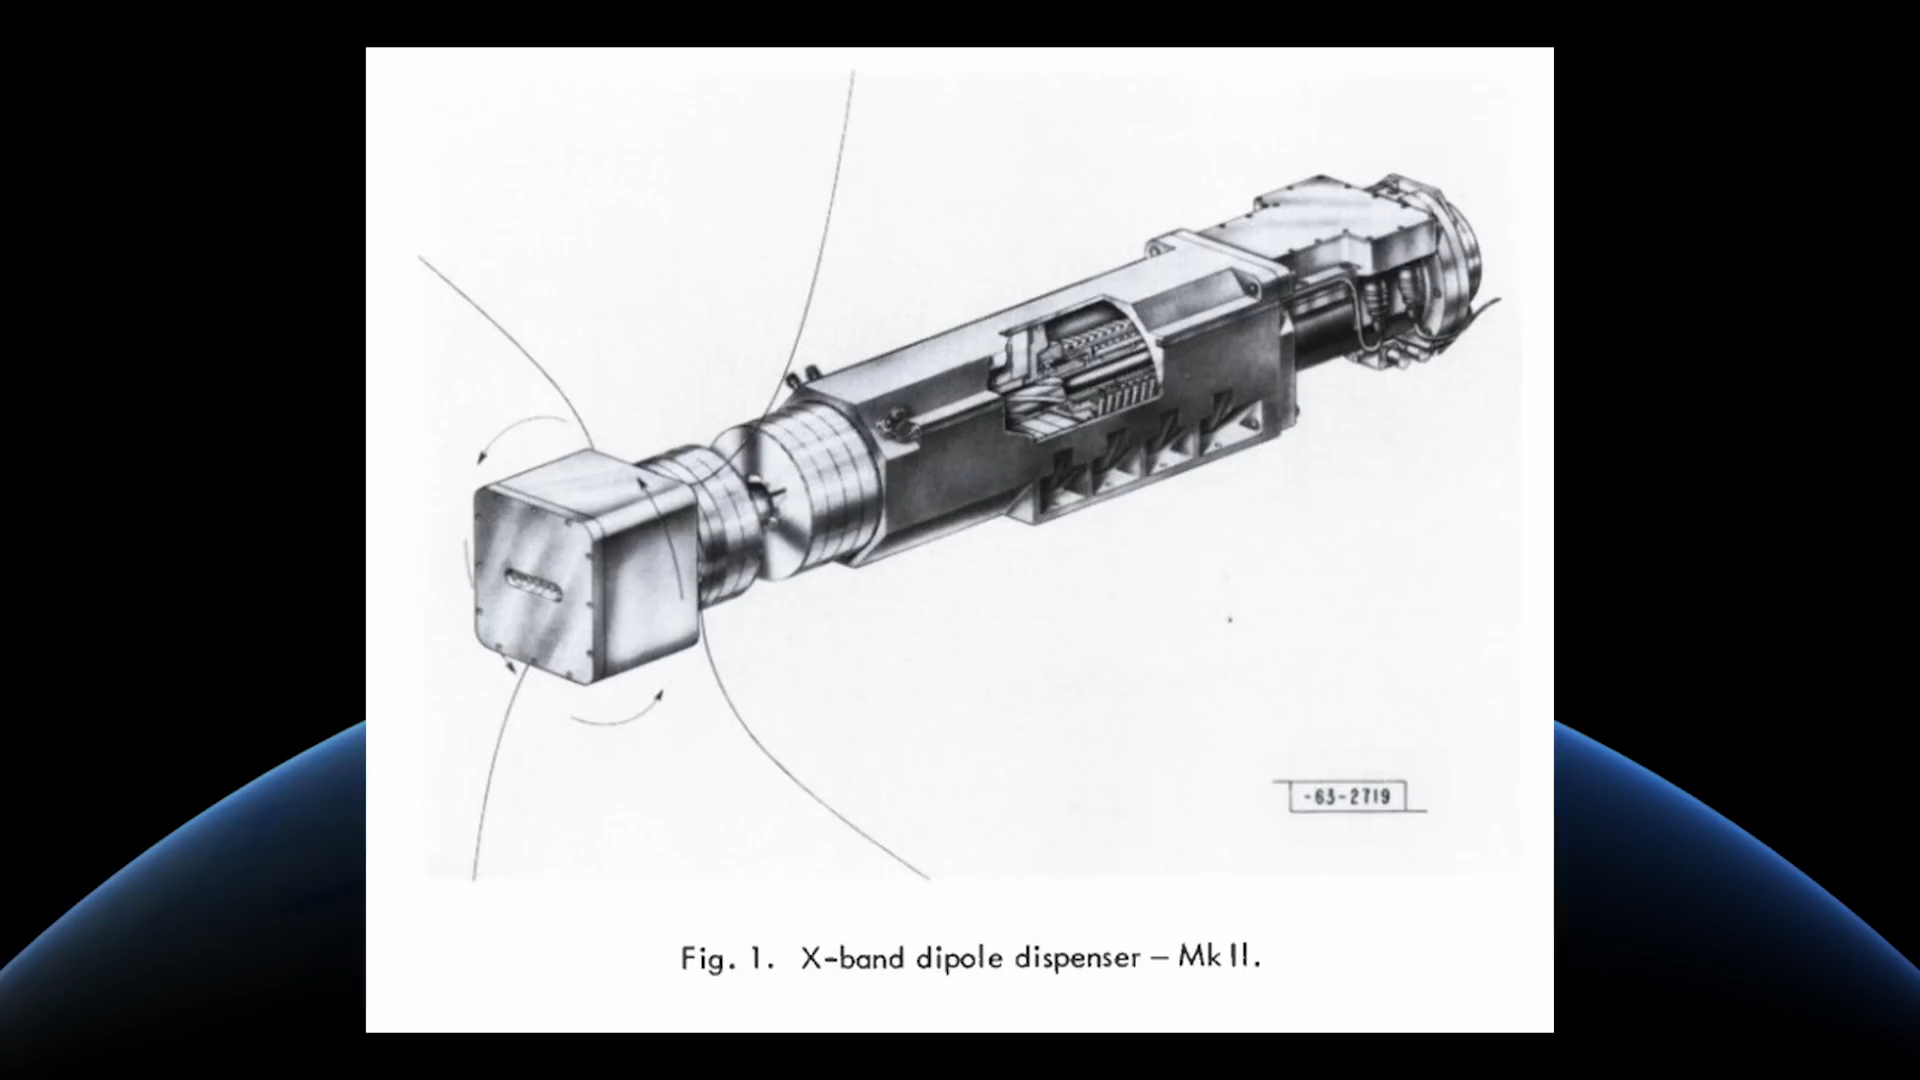 -63-2719
Fig. 1. X-band dipole dispenser – Mk II.